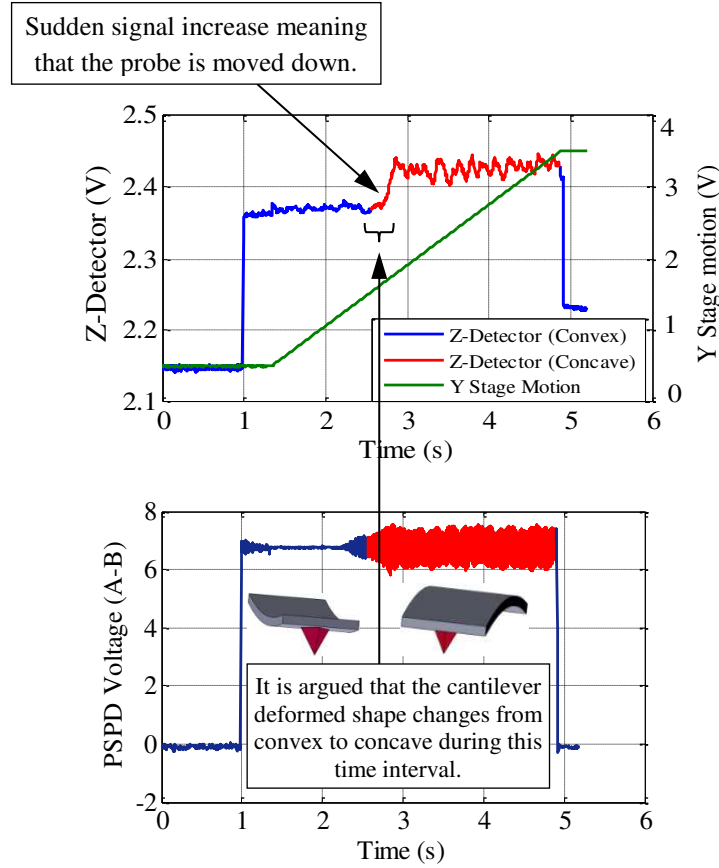 Sudden signal increase meaning
that the probe is moved down.
2.5
2.4
2.3
2.2
2.1
Z-Detector (V)
4
3
2
1
0
Y Stage motion (V)
Z-Detector (Convex)
Z-Detector (Concave)
Y Stage Motion
0 1 2 3 4 5 6
Time (s)
8
6
4
2
0
-2
PSPD Voltage (A-B)
It is argued that the cantilever
deformed shape changes from
convex to concave during this
time interval.
0 1 2 3 4 5 6
Time (s)